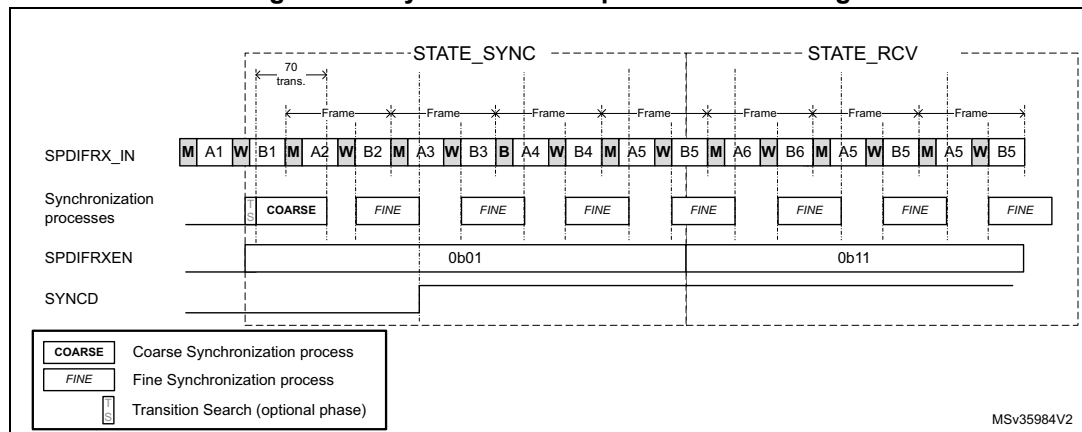 STATE_SYNC STATE_RCV
70
trans.
Frame Frame Frame Frame Frame Frame Frame
SPDIFRX_IN M A1 W B1 M A2 W B2 M A3 W B3 B A4 W B4 M A5 W B5 M A6 W B6 M A5 W B5 M A5 W B5
Synchronization
processes
T
S
COARSE FINE FINE FINE FINE FINE FINE FINE
SPDIFRXEN 0b01 0b11
SYNCD
COARSE Coarse Synchronization process
FINE Fine Synchronization process
T
S
Transition Search (optional phase)
MSv35984V2